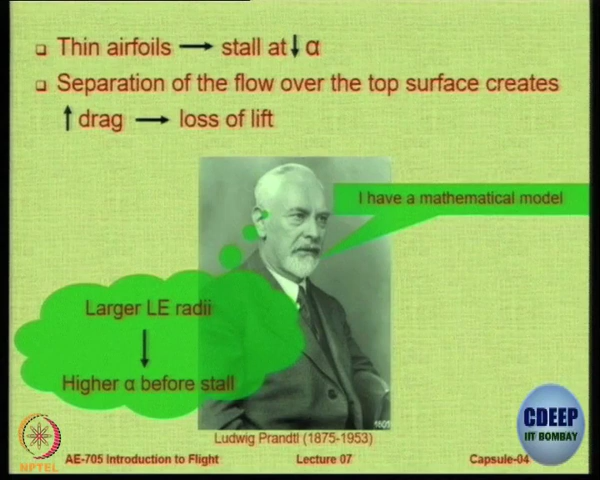 Thin airfoils → stall at ↓ α
Separation of the flow over the top surface creates
↑ drag → loss of lift
I have a mathematical model
Larger LE radii
↓
Higher α before stall
Ludwig Prandtl (1875-1953)
CDEEP
IIT BOMBAY
NPTEL
AE-705 Introduction to Flight
Lecture 07
Capsule-04